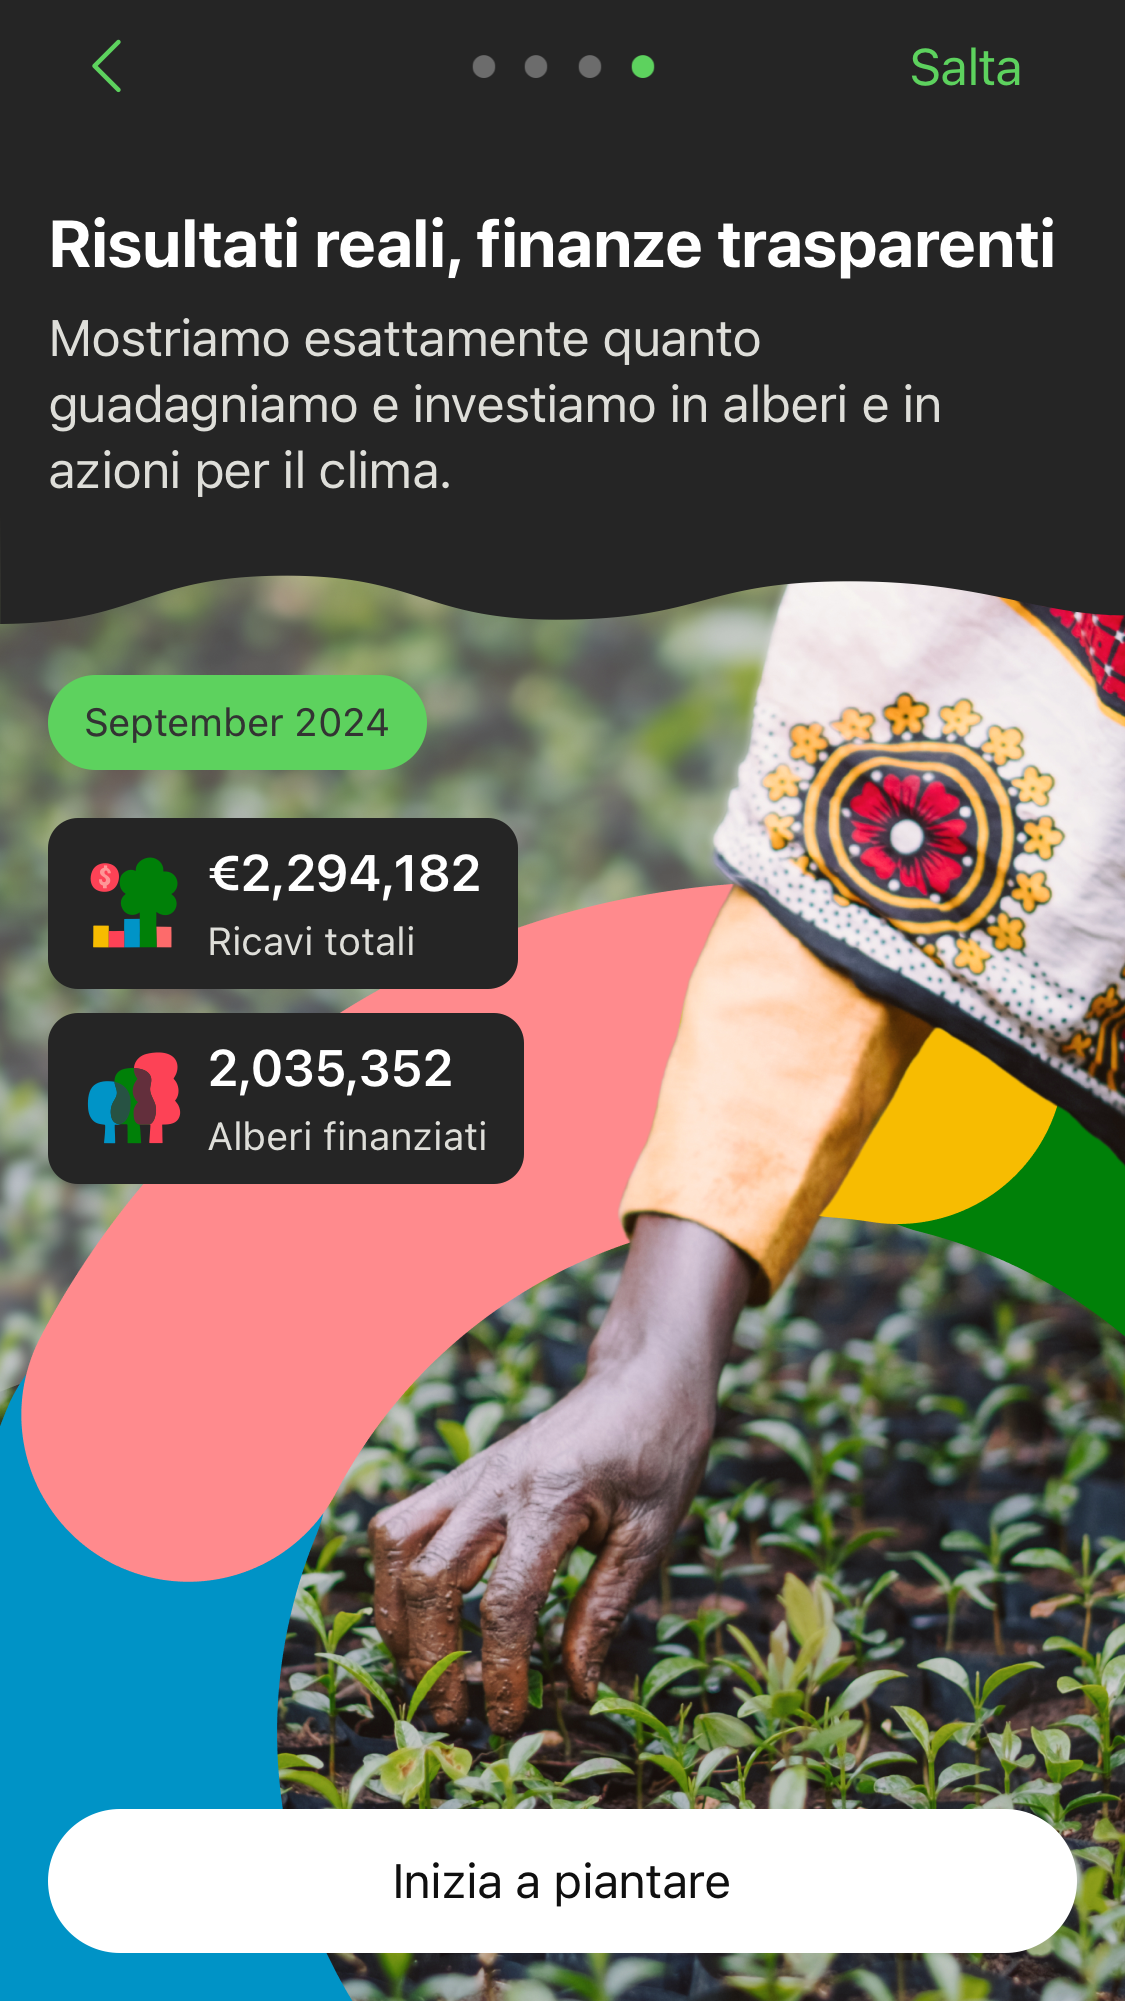 Salta
Risultati reali, finanze trasparenti
Mostriamo esattamente quanto
guadagniamo e investiamo in alberi e in
azioni per il clima.
September 2024
€2,294,182
Ricavi totali
2,035,352
Alberi finanziati
Inizia a piantare